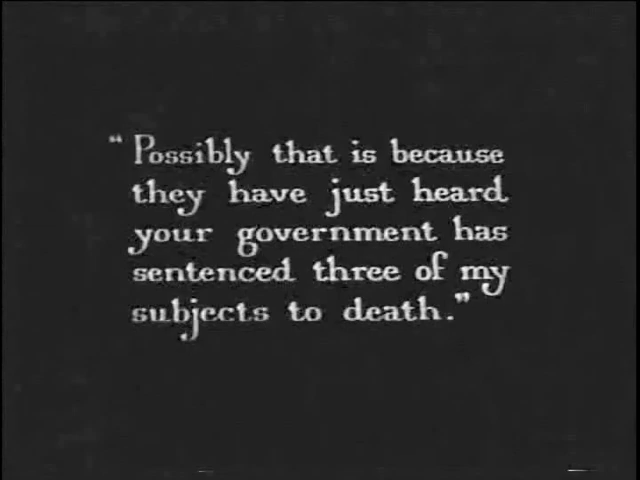 “Possibly that is because
they have just heard
your government has
sentenced three of my
subjects to death.”